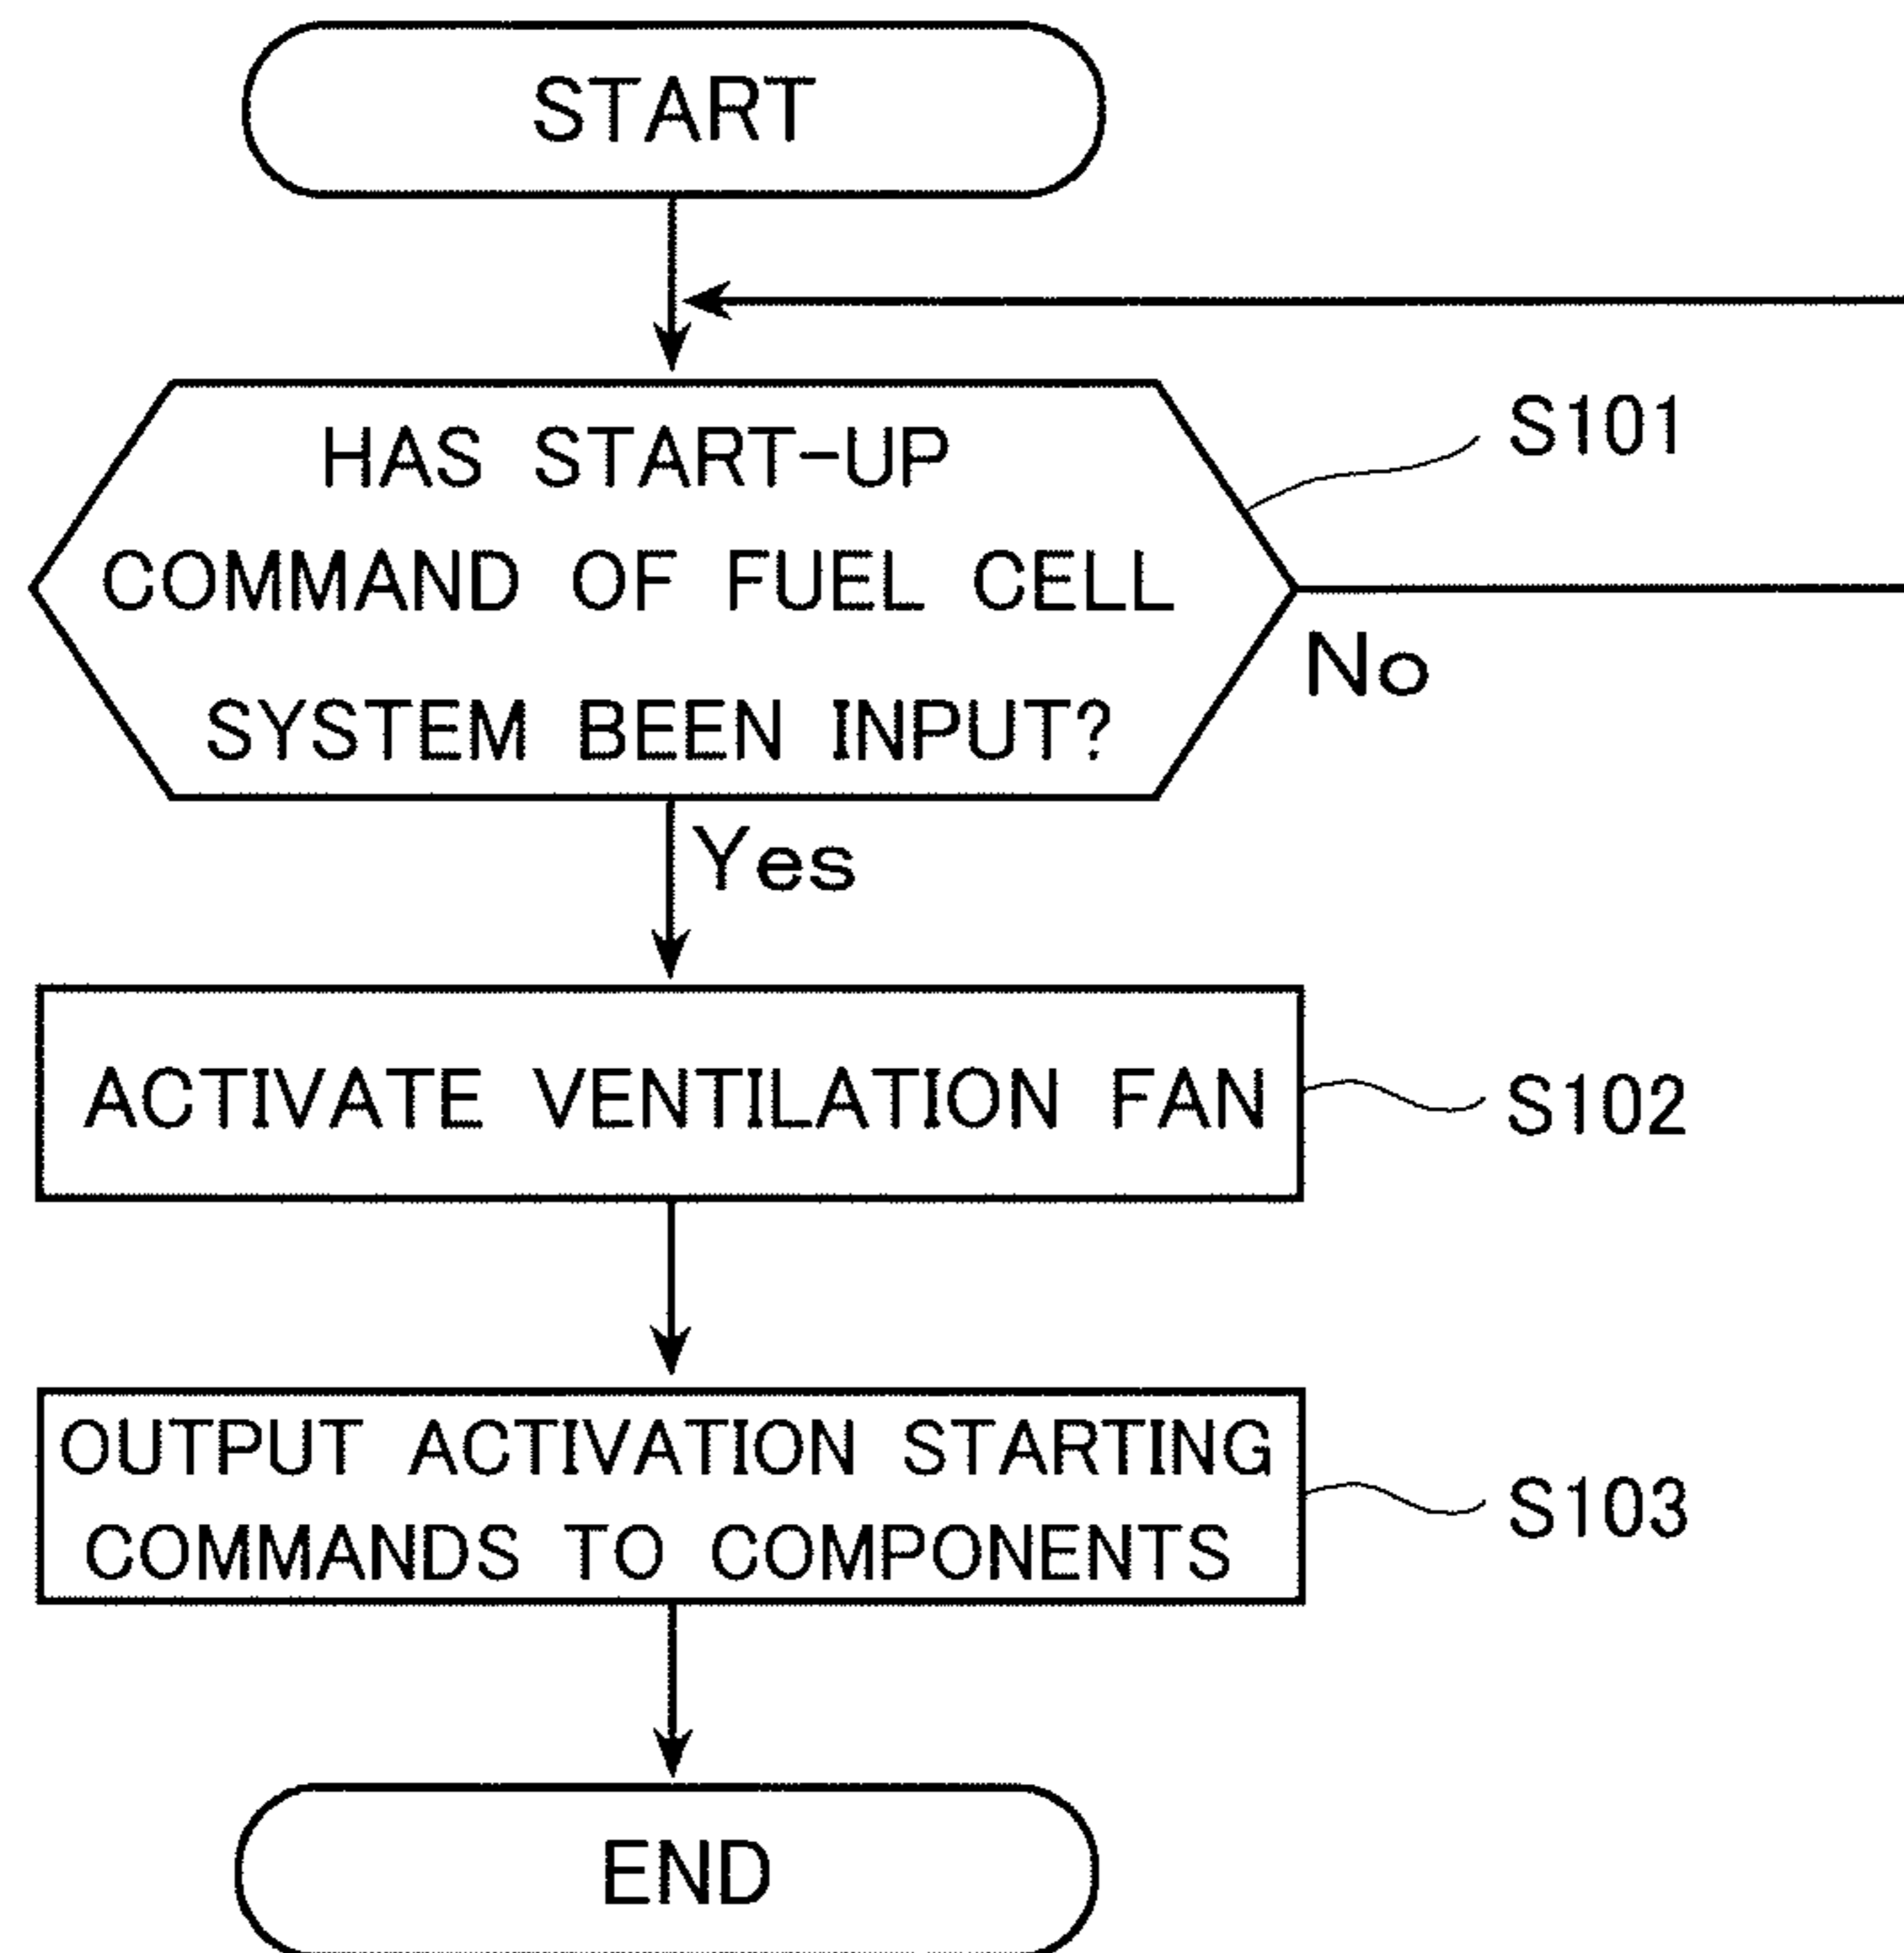 START
HAS START-UP
COMMAND OF FUEL CELL
SYSTEM BEEN INPUT?
S101
No
Yes
ACTIVATE VENTILATION FAN
S102
OUTPUT ACTIVATION STARTING
COMMANDS TO COMPONENTS
S103
END